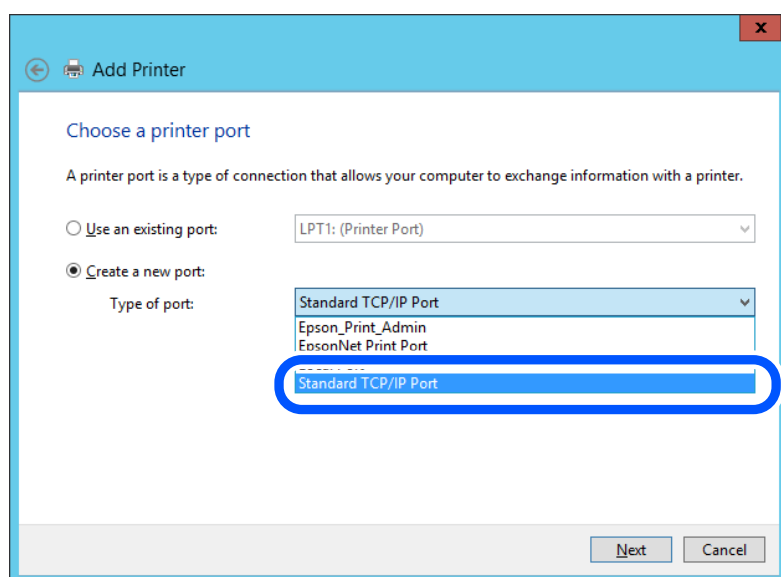 x
Add Printer
Choose a printer port
A printer port is a type of connection that allows your computer to exchange information with a printer.
Use an existing port: LPT1: (Printer Port)
Create a new port:
Type of port: Standard TCP/IP Port
Epson_Print_Admin
EpsonNet Print Port
Standard TCP/IP Port
Next Cancel